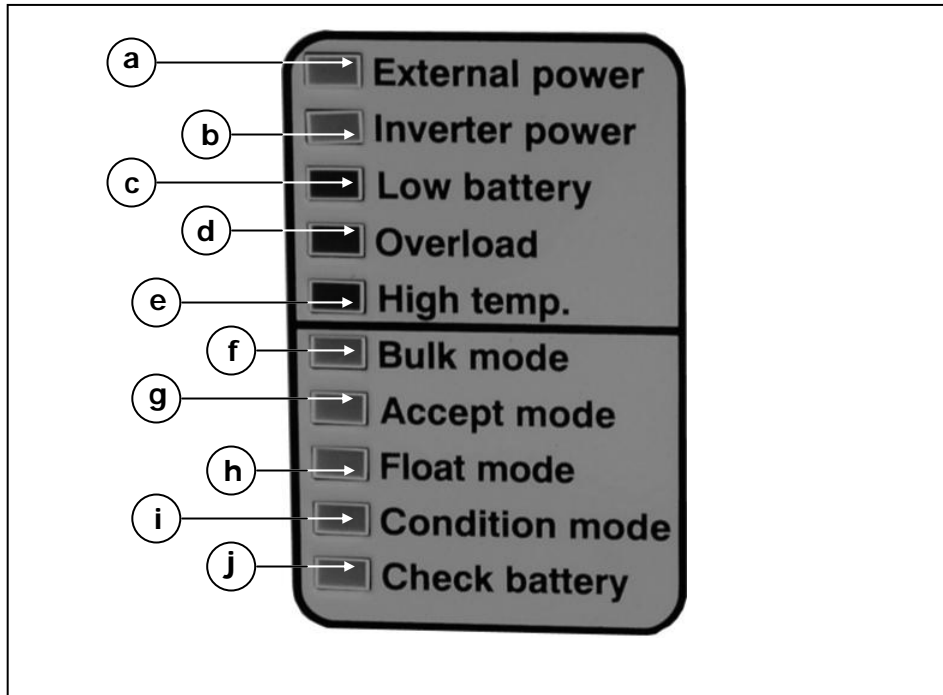 a External power
b Inverter power
c Low battery
d Overload
e High temp.
f Bulk mode
g Accept mode
h Float mode
i Condition mode
j Check battery